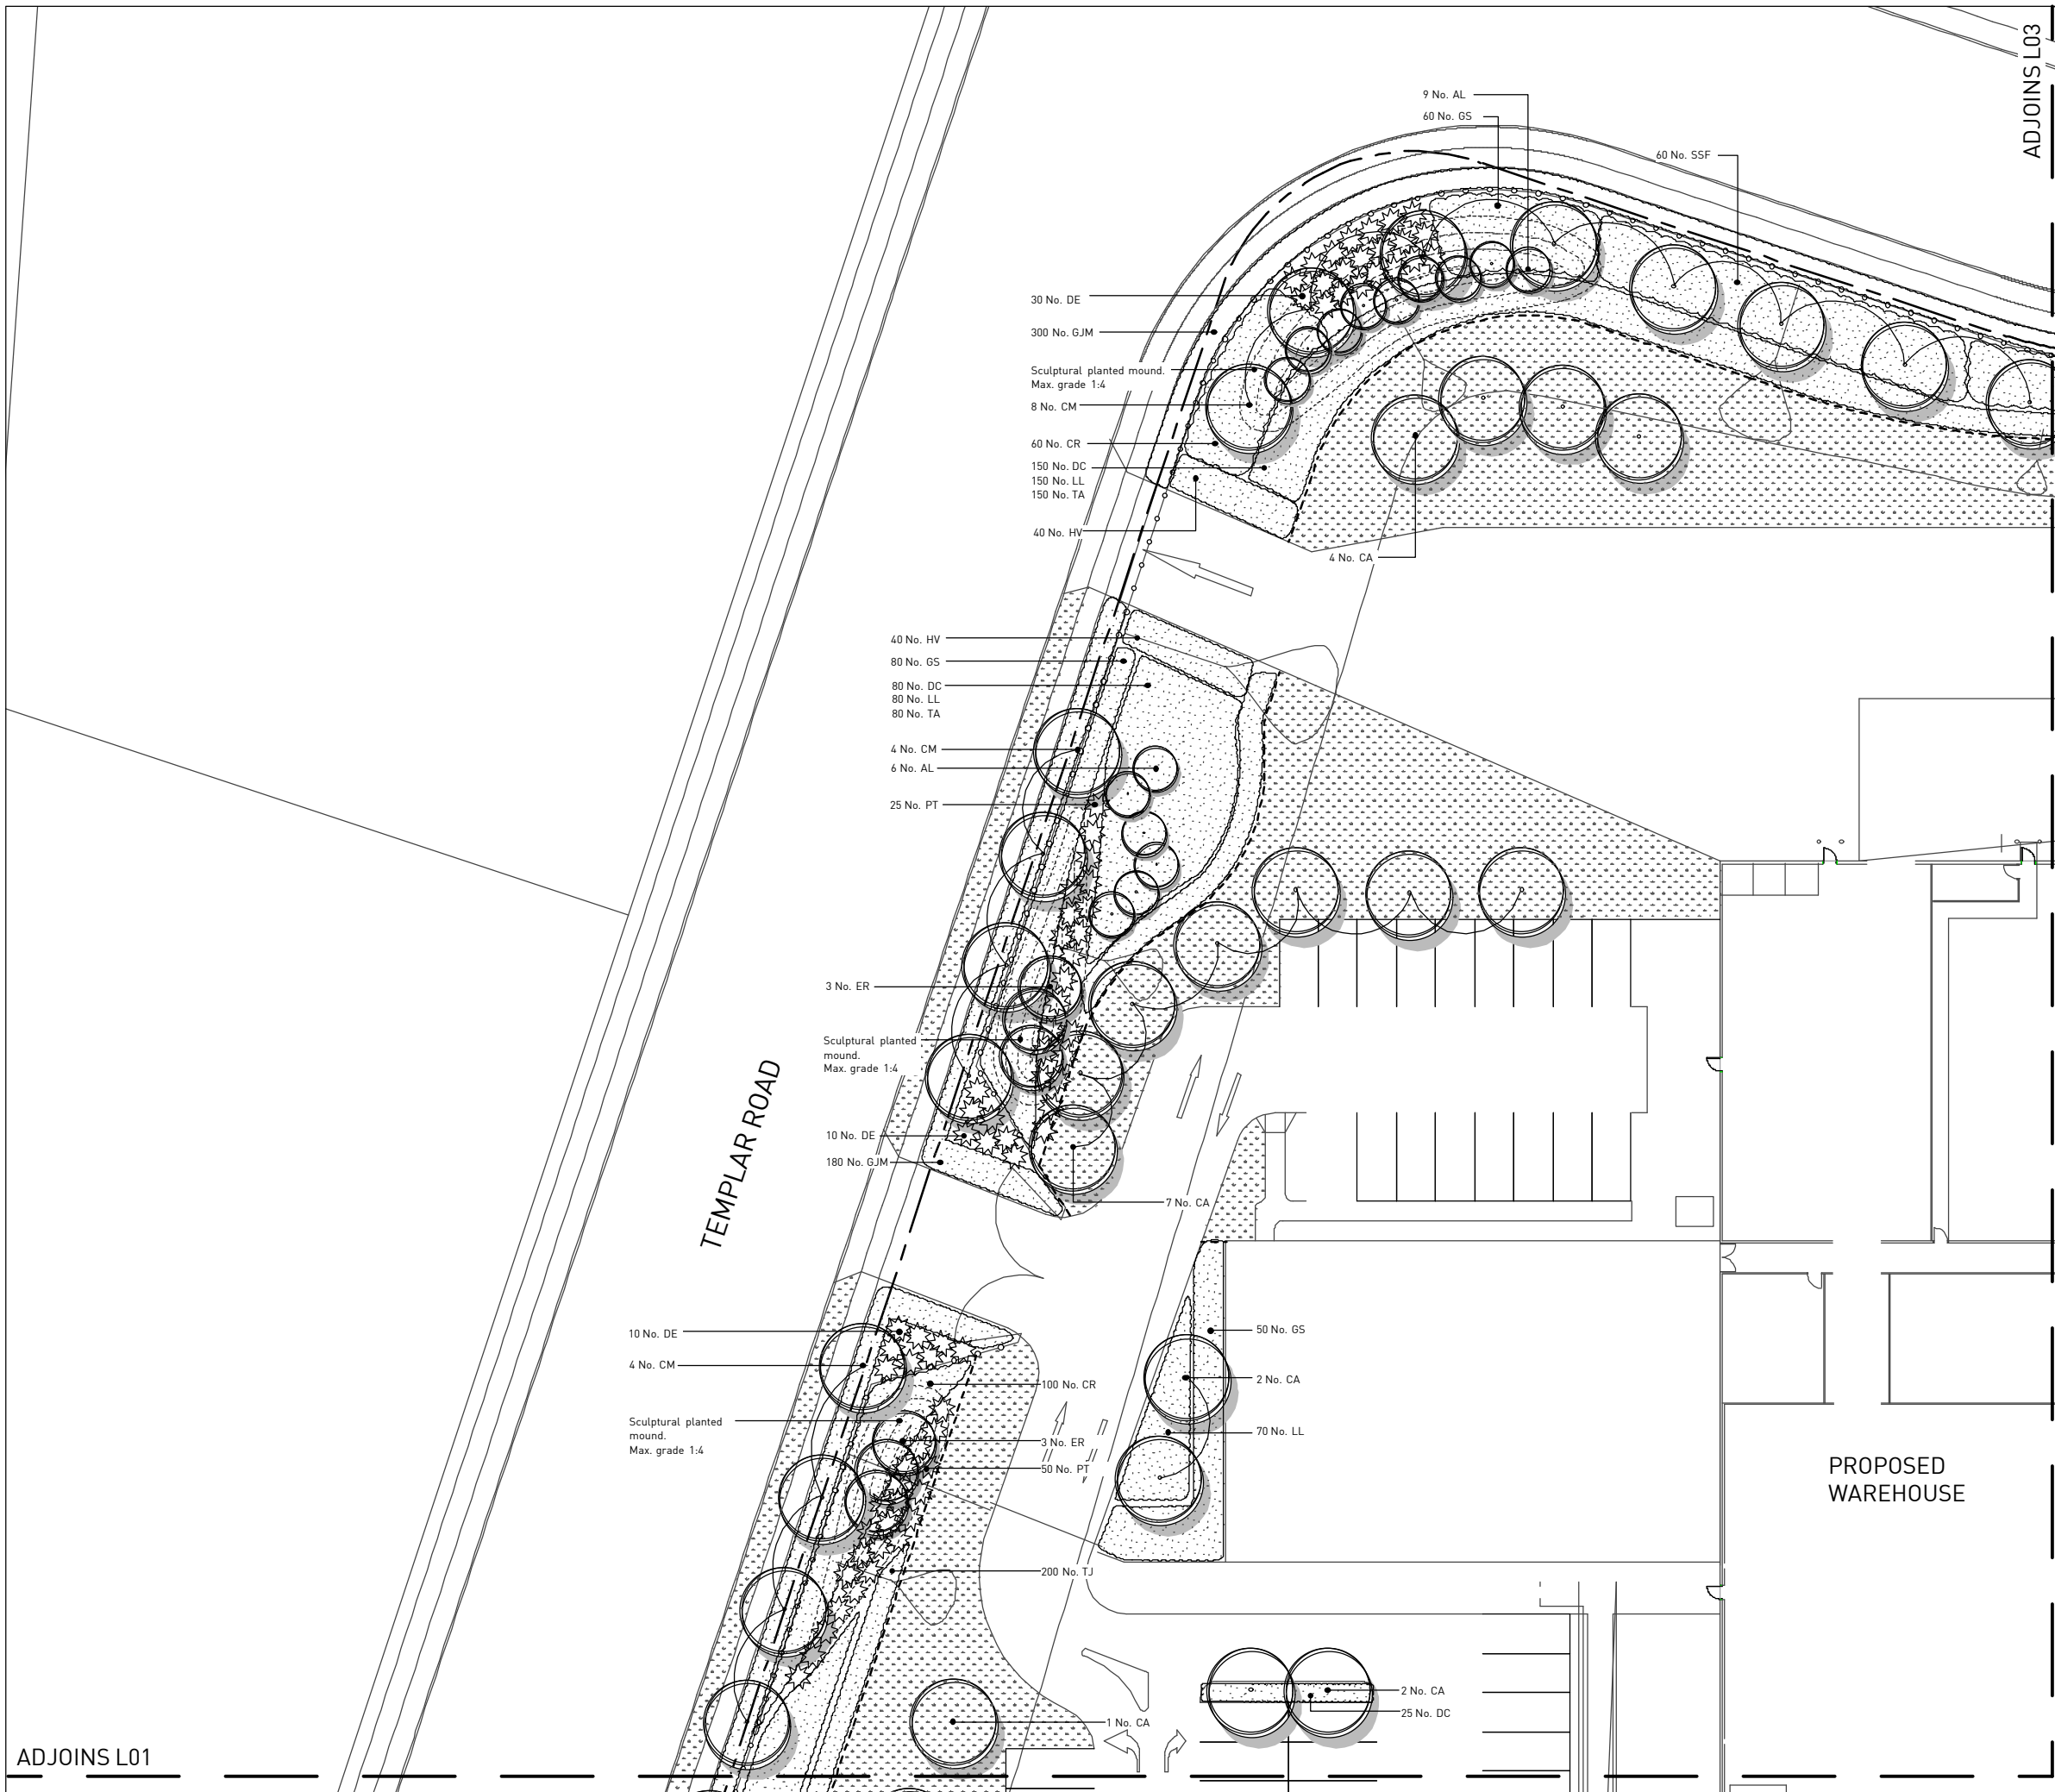 ADJOINS L03
9 No. AL
60 No. GS
60 No. SSF
30 No. DE
300 No. GJM
Sculptural planted mound.
Max. grade 1:4
8 No. CM
60 No. CR
150 No. DC
150 No. LL
150 No. TA
40 No. HV
4 No. CA
40 No. HV
80 No. GS
80 No. DC
80 No. LL
80 No. TA
4 No. CM
6 No. AL
25 No. PT
3 No. ER
Sculptural planted
mound.
Max. grade 1:4
10 No. DE
180 No. GJM
7 No. CA
TEMPLAR ROAD
10 No. DE
4 No. CM
100 No. CR
Sculptural planted
mound.
Max. grade 1:4
3 No. ER
50 No. PT
200 No. TJ
50 No. GS
2 No. CA
70 No. LL
PROPOSED
WAREHOUSE
2 No. CA
25 No. DC
1 No. CA
ADJOINS L01